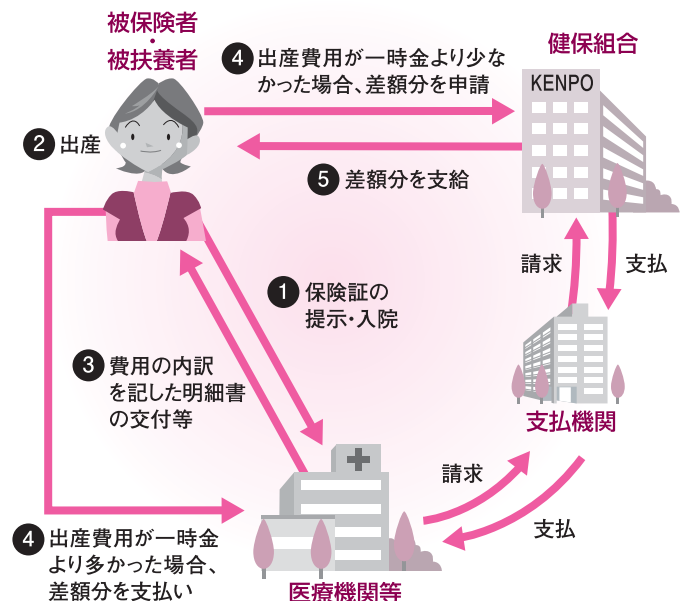 被保険者
・
被扶養者
健保組合
KENPO
④ 出産費用が一時金より少な
かった場合、差額分を申請
② 出産
⑤ 差額分を支給
① 保険証の
提示・入院
請求
支払
③ 費用の内訳
を記した明細書
の交付等
支払機関
請求
支払
④ 出産費用が一時金
より多かった場合、
差額分を支払い
医療機関等